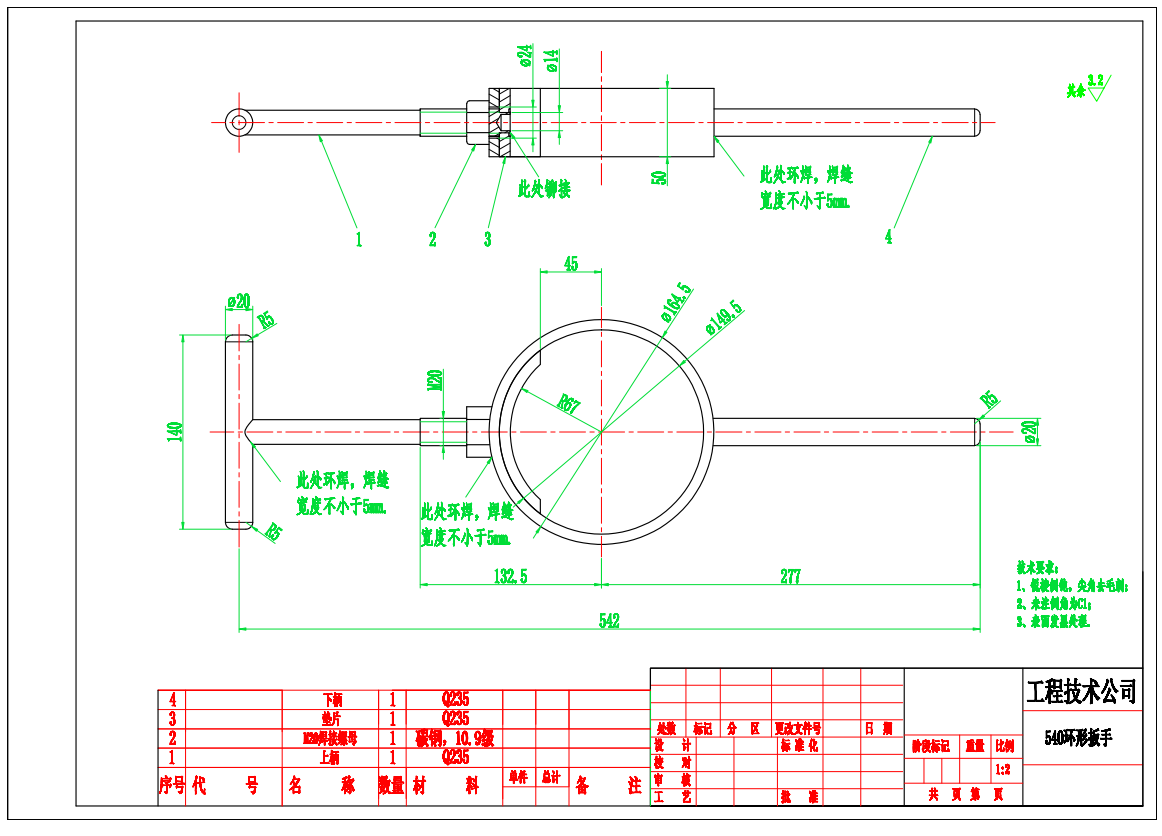 ø24
ø14
其余 3.2
50
此处铆接
此处环焊，焊缝
宽度不小于5mm.
1
2
3
4
45
ø164.5
ø149.5
ø20
R5
M20
140
R67
R5
ø20
此处环焊，焊缝
宽度不小于5mm.
此处环焊，焊缝
宽度不小于5mm.
R5
132.5
277
542
技术要求：
1、锐棱倒钝，尖角去毛刺；
2、未注倒角为C1；
3、表面发黑处理.
4 下柄 1 Q235
3 垫片 1 Q235
2 M20焊接螺母 1 碳钢，10.9级
1 上柄 1 Q235
序号 代 号 名 称 数量 材 料 单件 总计 备 注
处数 标记 分 区 更改文件号 日 期
设 计 标 准 化
校 对
审 核
工 艺 批 准
阶段标记 重量 比例
1:2
共 页 第 页
工程技术公司
540环形扳手